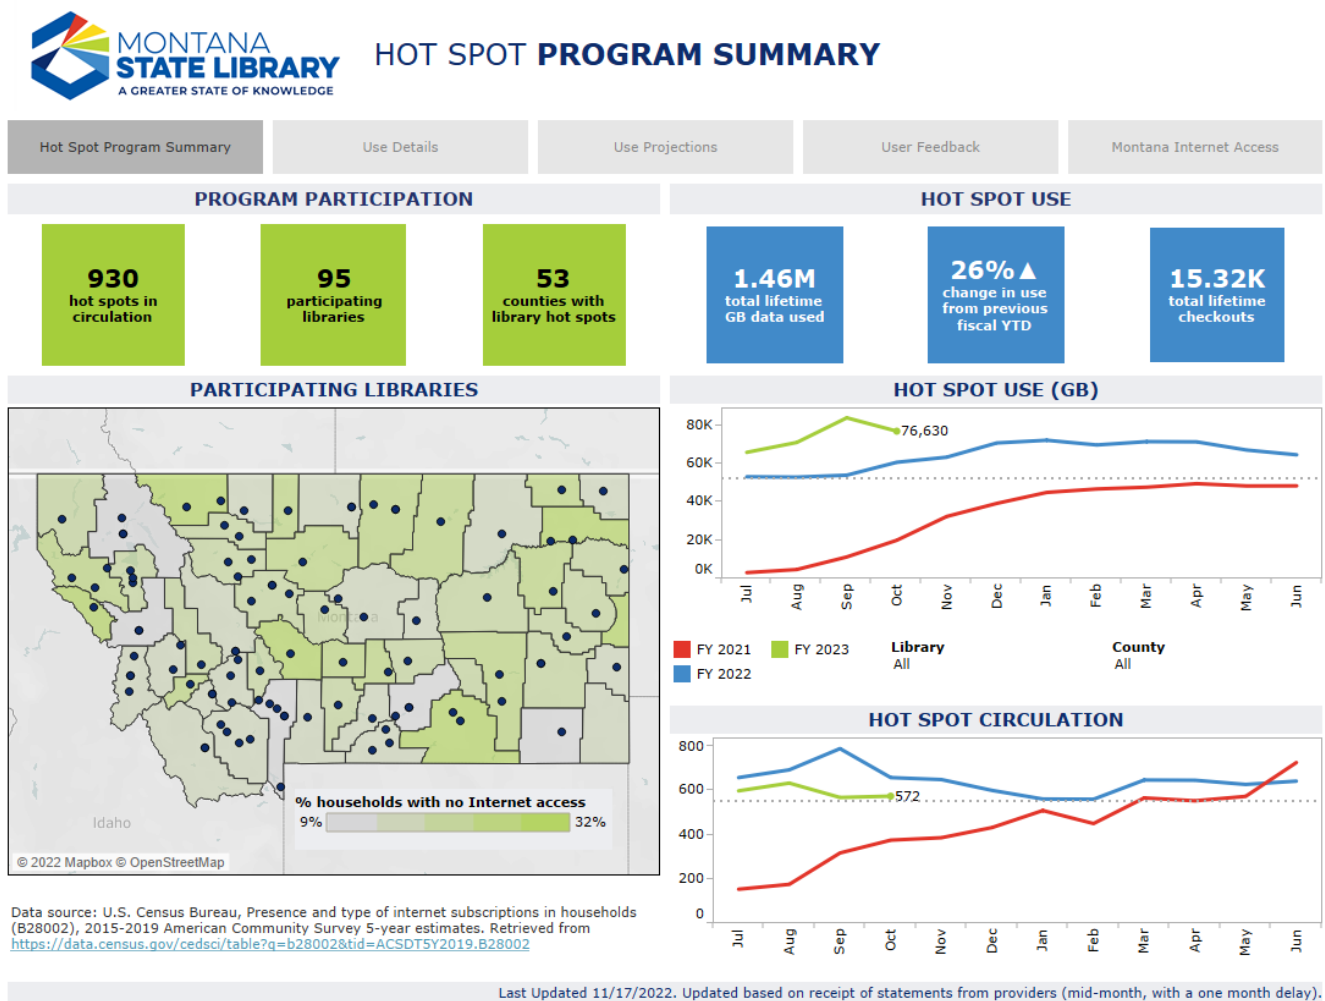 MONTANA
STATE LIBRARY
A GREATER STATE OF KNOWLEDGE
HOT SPOT PROGRAM SUMMARY
Hot Spot Program Summary
Use Details
Use Projections
User Feedback
Montana Internet Access
PROGRAM PARTICIPATION
930
hot spots in
circulation
95
participating
libraries
53
counties with
library hot spots
HOT SPOT USE
1.46M
total lifetime
GB data used
26%▲
change in use
from previous
fiscal YTD
15.32K
total lifetime
checkouts
PARTICIPATING LIBRARIES
Montana
Idaho
% households with no Internet access
9%
32%
© 2022 Mapbox © OpenStreetMap
Data source: U.S. Census Bureau, Presence and type of internet subscriptions in households
(B28002), 2015-2019 American Community Survey 5-year estimates. Retrieved from
https://data.census.gov/cedsci/table?q=b28002&tid=ACSDT5Y2019.B28002
HOT SPOT USE (GB)
80K
60K
40K
20K
0K
76,630
Jul
Aug
Sep
Oct
Nov
Dec
Jan
Feb
Mar
Apr
May
Jun
FY 2021
FY 2023
FY 2022
Library
All
County
All
HOT SPOT CIRCULATION
800
600
400
200
0
572
Jul
Aug
Sep
Oct
Nov
Dec
Jan
Feb
Mar
Apr
May
Jun
Last Updated 11/17/2022. Updated based on receipt of statements from providers (mid-month, with a one month delay).